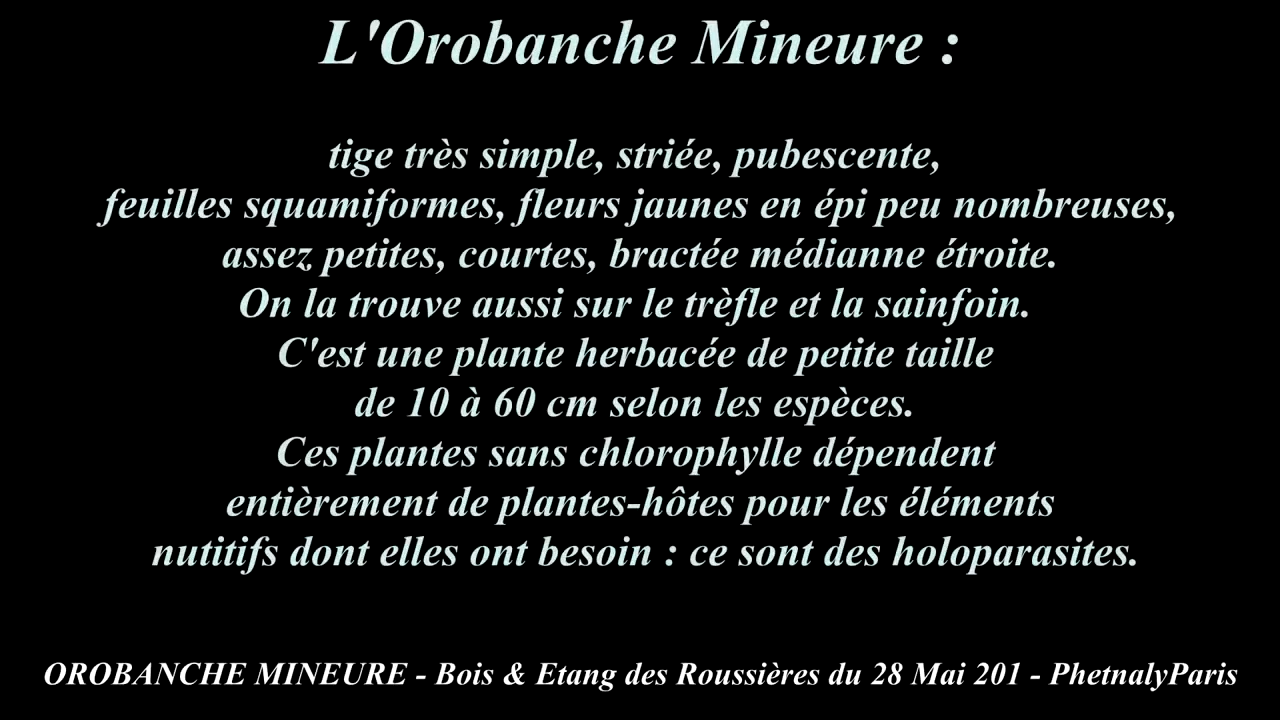 L'Orobanche Mineure :
tige très simple, striée, pubescente,
feuilles squamiformes, fleurs jaunes en épi peu nombreuses,
assez petites, courtes, bractée médianne étroite.
On la trouve aussi sur le trèfle et la sainfoin.
C'est une plante herbacée de petite taille
de 10 à 60 cm selon les espèces.
Ces plantes sans chlorophylle dépendent
entièrement de plantes-hôtes pour les éléments
nutitifs dont elles ont besoin : ce sont des holoparasites.
OROBANCHE MINEURE - Bois & Etang des Roussières du 28 Mai 201 - PhetnalyParis